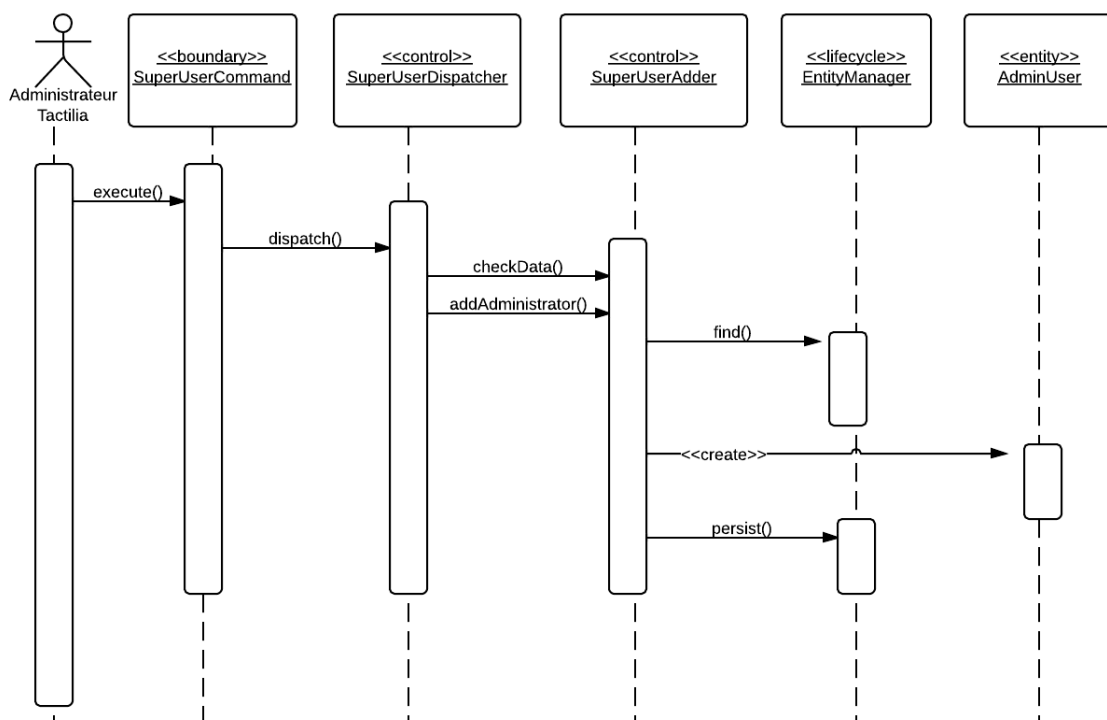 Administrateur
Tactilia
<<boundary>>
SuperUserCommand
<<control>>
SuperUserDispatcher
<<control>>
SuperUserAdder
<<lifecycle>>
EntityManager
<<entity>>
AdminUser
execute()
dispatch()
checkData()
addAdministrator()
find()
<<create>>
persist()